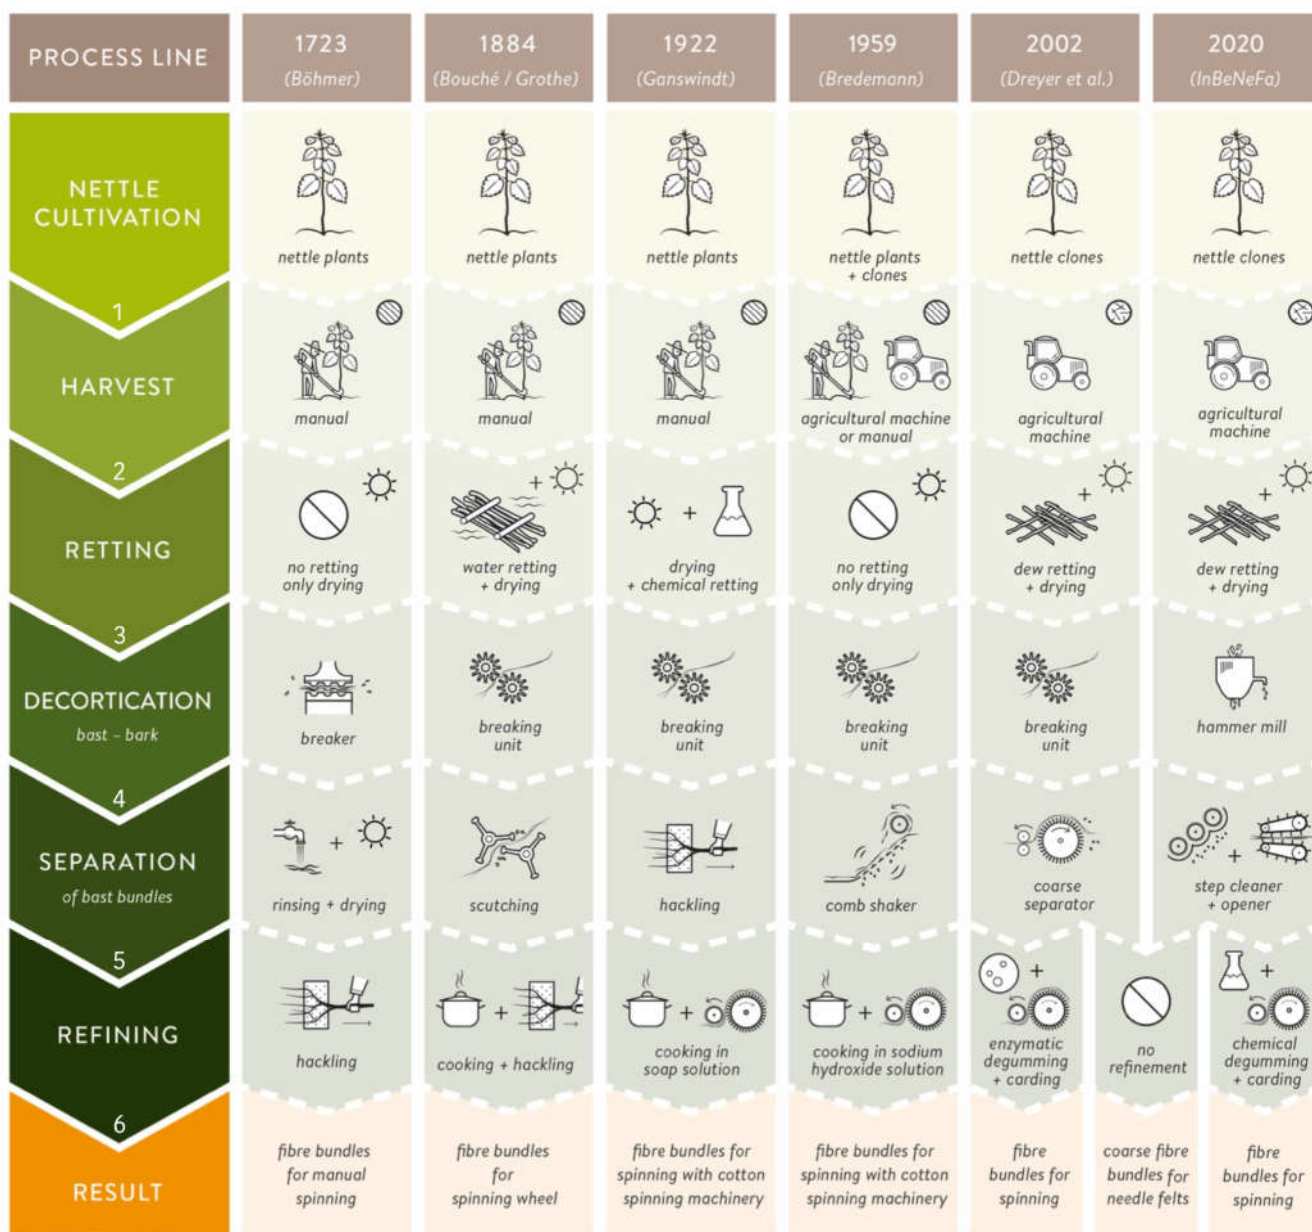 PROCESS LINE
1723
(Böhmer)
1884
(Bouché / Grothe)
1922
(Ganswindt)
1959
(Bredemann)
2002
(Dreyer et al.)
2020
(InBeNeFa)
NETTLE
CULTIVATION
nettle plants
nettle plants
nettle plants
nettle plants
+ clones
nettle clones
nettle clones
1
HARVEST
manual
manual
manual
agricultural machine
or manual
agricultural
machine
agricultural
machine
2
RETTING
+
+
+
+
no retting
only drying
water retting
+ drying
drying
+ chemical retting
no retting
only drying
dew retting
+ drying
dew retting
+ drying
3
DECORTICATION
bast – bark
breaker
breaking
unit
breaking
unit
breaking
unit
breaking
unit
hammer mill
4
SEPARATION
of bast bundles
+
+
rinsing + drying
scutching
hackling
comb shaker
coarse
separator
step cleaner
+ opener
5
REFINING
+
+
+
+
+
hackling
cooking + hackling
cooking in
soap solution
cooking in sodium
hydroxide solution
enzymatic
degumming
+ carding
no
refinement
chemical
degumming
+ carding
6
RESULT
fibre bundles
for manual
spinning
fibre bundles
for
spinning wheel
fibre bundles for
spinning with cotton
spinning machinery
fibre bundles for
spinning with cotton
spinning machinery
fibre
bundles for
spinning
coarse fibre
bundles for
needle felts
fibre
bundles for
spinning